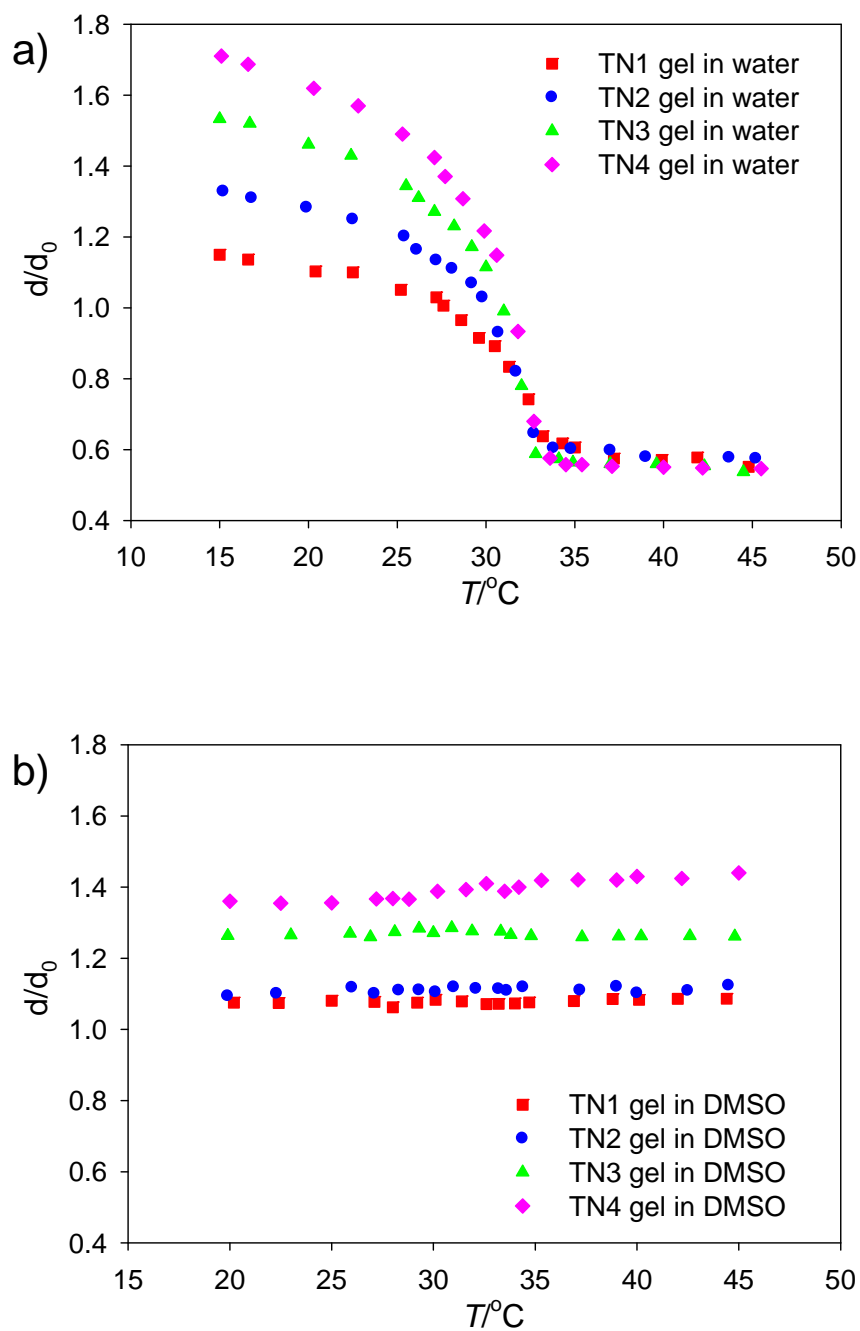 a)
1.8
1.6
1.4
1.2
1.0
0.8
0.6
0.4
d/d₀
TN1 gel in water
TN2 gel in water
TN3 gel in water
TN4 gel in water
10 15 20 25 30 35 40 45 50
T/°C
b)
1.8
1.6
1.4
1.2
1.0
0.8
0.6
0.4
d/d₀
TN1 gel in DMSO
TN2 gel in DMSO
TN3 gel in DMSO
TN4 gel in DMSO
15 20 25 30 35 40 45 50
T/°C